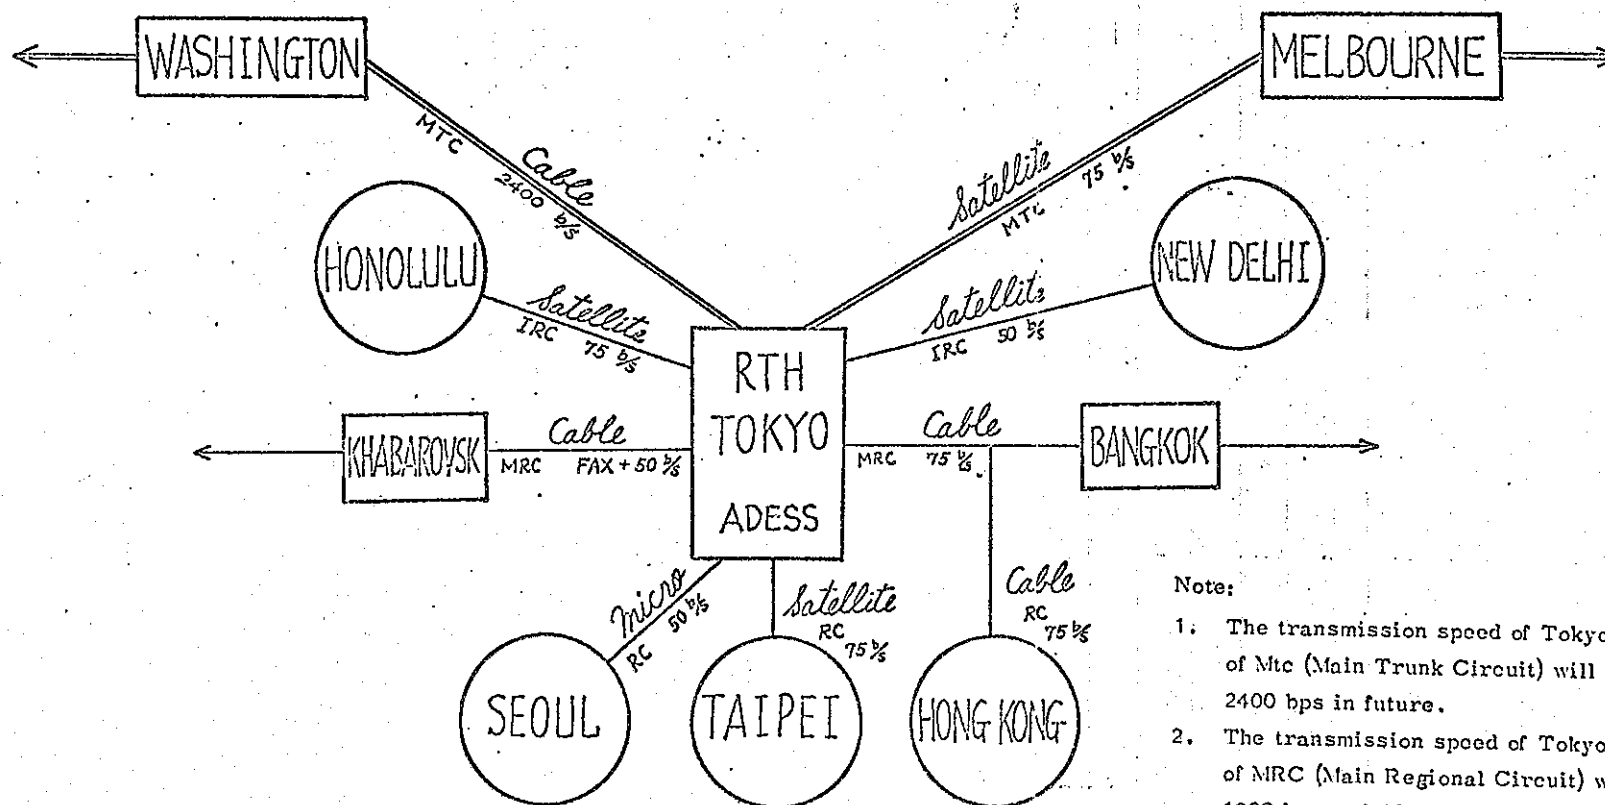 WASHINGTON
MELBOURNE
MTC
Cable
2400 b/s
Satellite
75 b/s
MTC
HONOLULU
NEW DELHI
Satellite
IRC 75 b/s
Satellite
IRC 50 b/s
RTH
TOKYO
ADESS
KHABAROVSK
Cable
MRC FAX + 50 b/s
Cable
MRC 75 b/s
BANGKOK
Micro
50 b/s
RC
Satellite
RC
75 b/s
Cable
RC
75 b/s
SEOUL
TAIPEI
HONG KONG
Note:
1. The transmission speed of Tokyo
of Mtc (Main Trunk Circuit) will
2400 bps in future.
2. The transmission speed of Tokyo
of MRC (Main Regional Circuit)